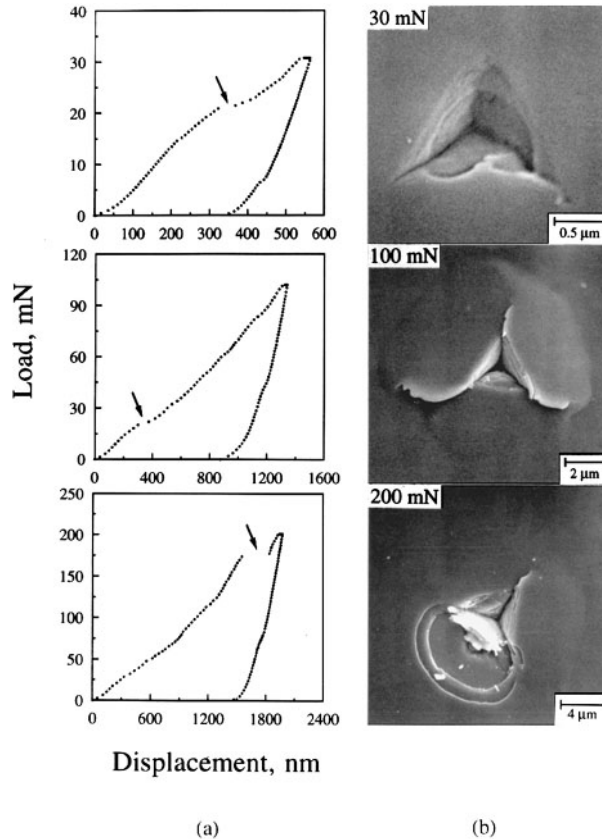 40
30
20
10
0
0 100 200 300 400 500 600
30 mN
0.5 μm
120
90
60
30
0
0 400 800 1200 1600
100 mN
2 μm
250
200
150
100
50
0
0 600 1200 1800 2400
200 mN
4 μm
Load, mN
Displacement, nm
(a) (b)